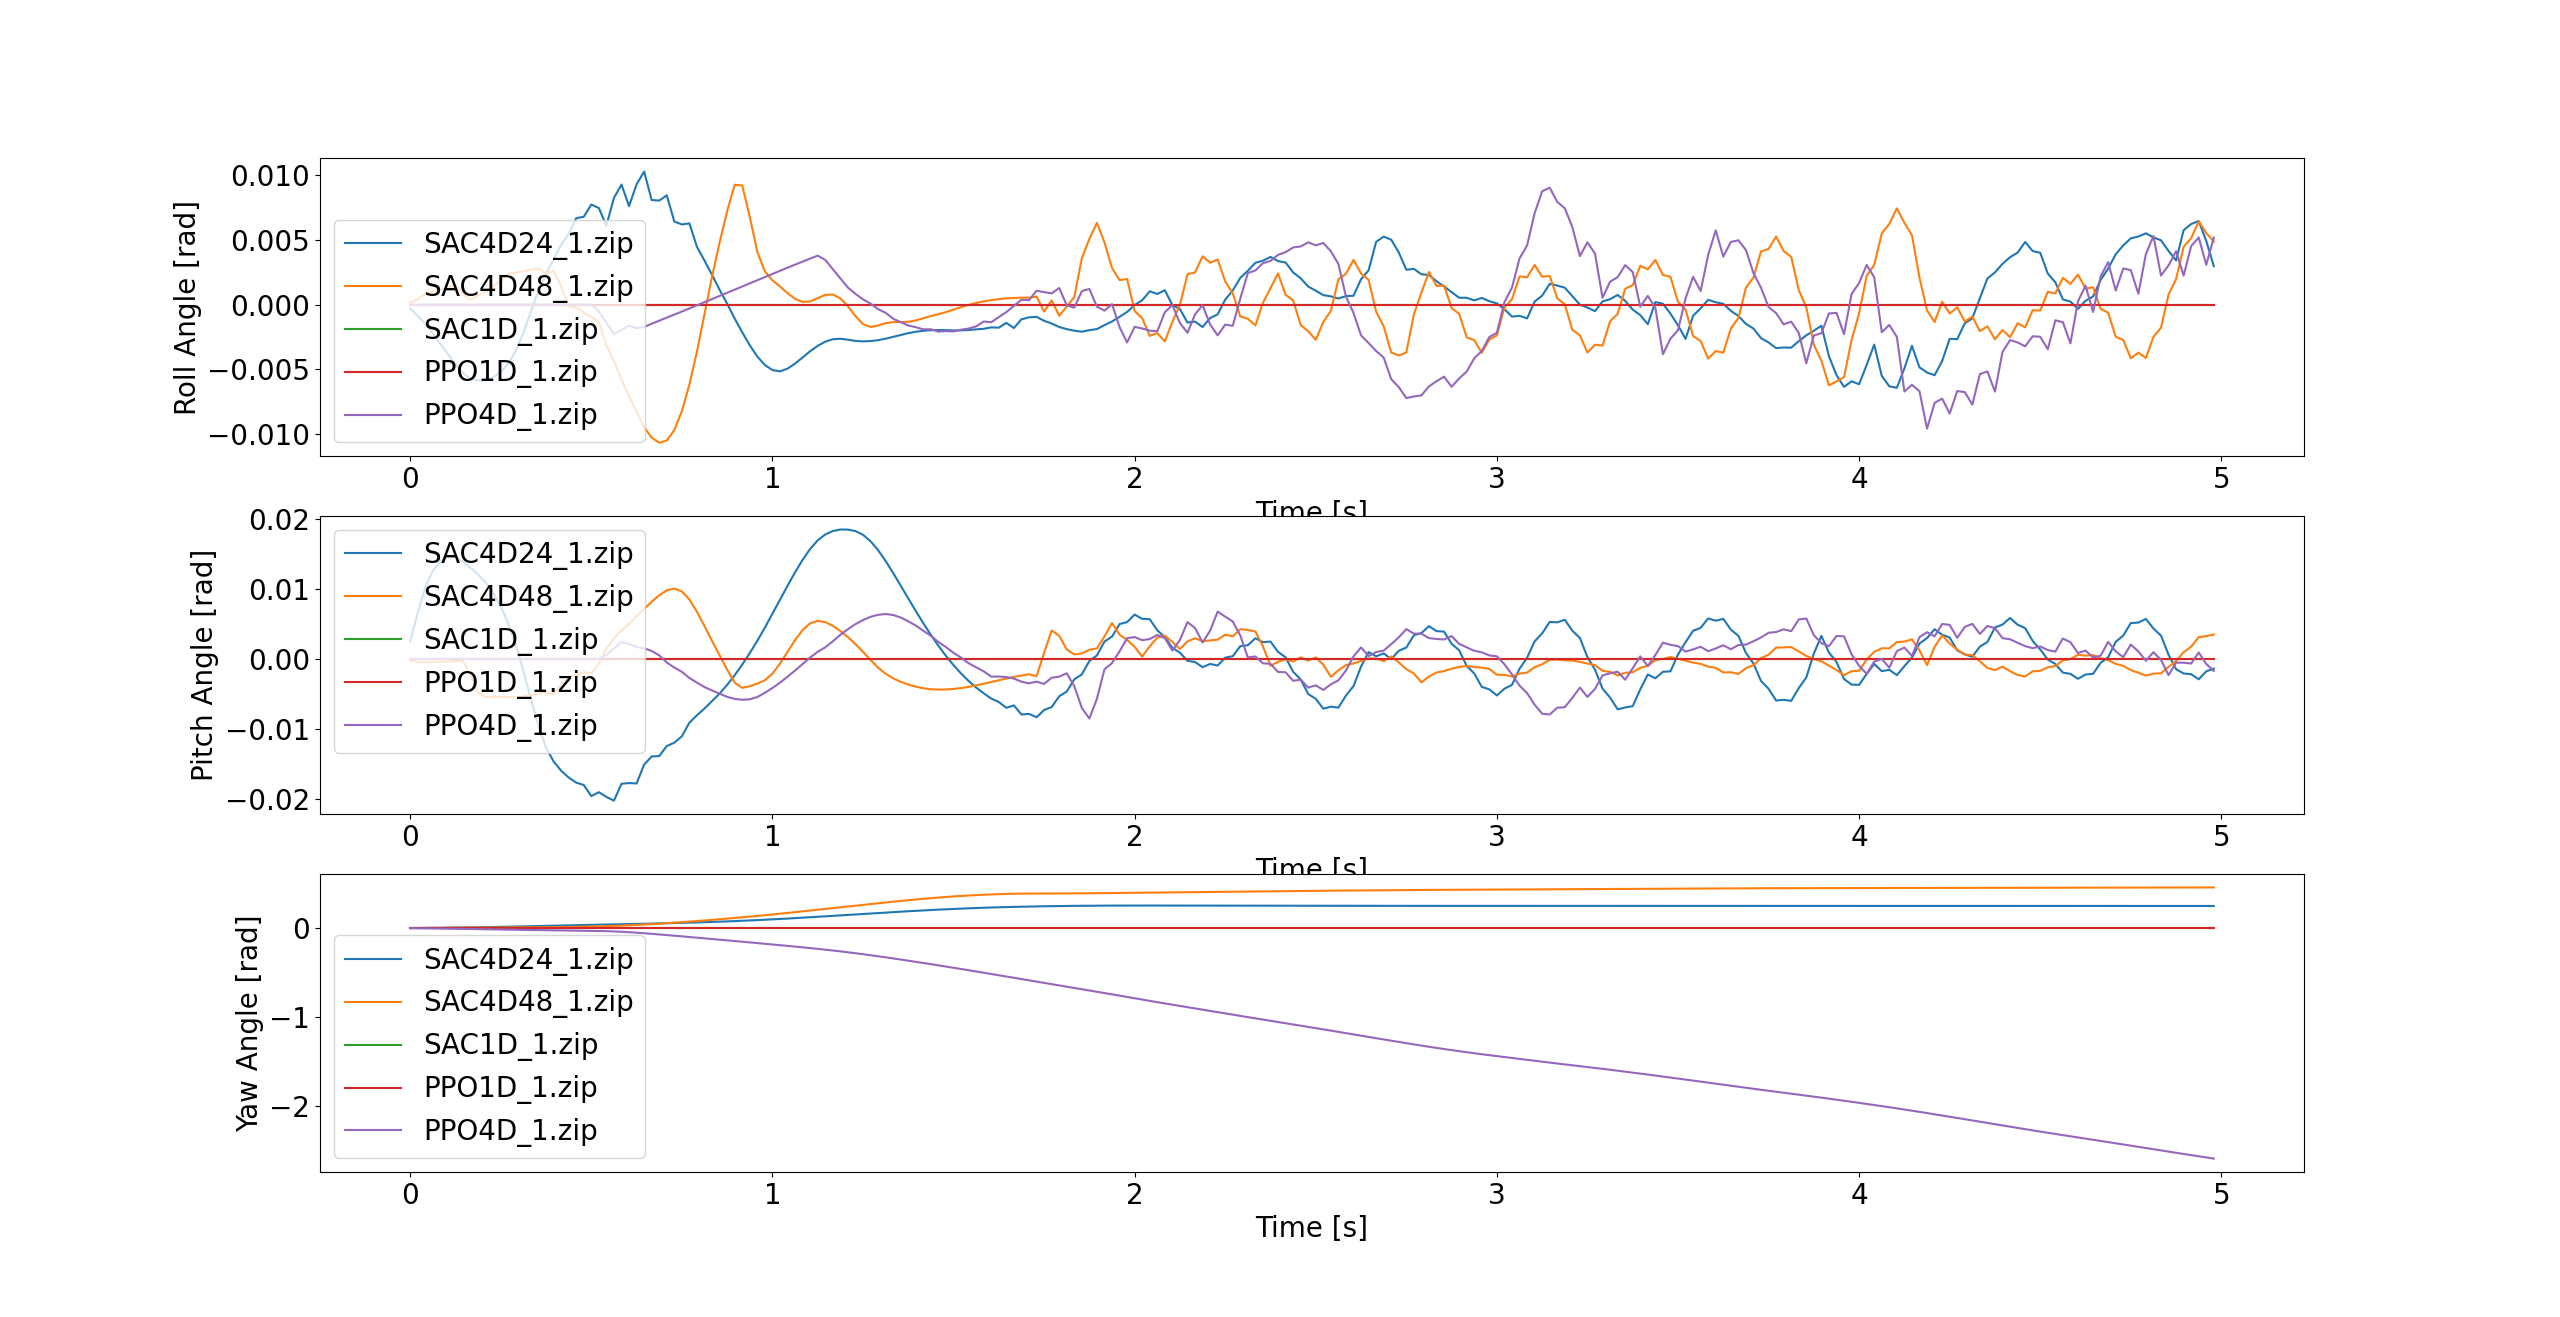 Roll Angle [rad]
0.010
0.005
0.000
−0.005
−0.010
SAC4D24_1.zip
SAC4D48_1.zip
SAC1D_1.zip
PPO1D_1.zip
PPO4D_1.zip
0 1 2 3 4 5
Time [s]
Pitch Angle [rad]
0.02
0.01
0.00
−0.01
−0.02
SAC4D24_1.zip
SAC4D48_1.zip
SAC1D_1.zip
PPO1D_1.zip
PPO4D_1.zip
0 1 2 3 4 5
Time [s]
Yaw Angle [rad]
0
−1
−2
SAC4D24_1.zip
SAC4D48_1.zip
SAC1D_1.zip
PPO1D_1.zip
PPO4D_1.zip
0 1 2 3 4 5
Time [s]